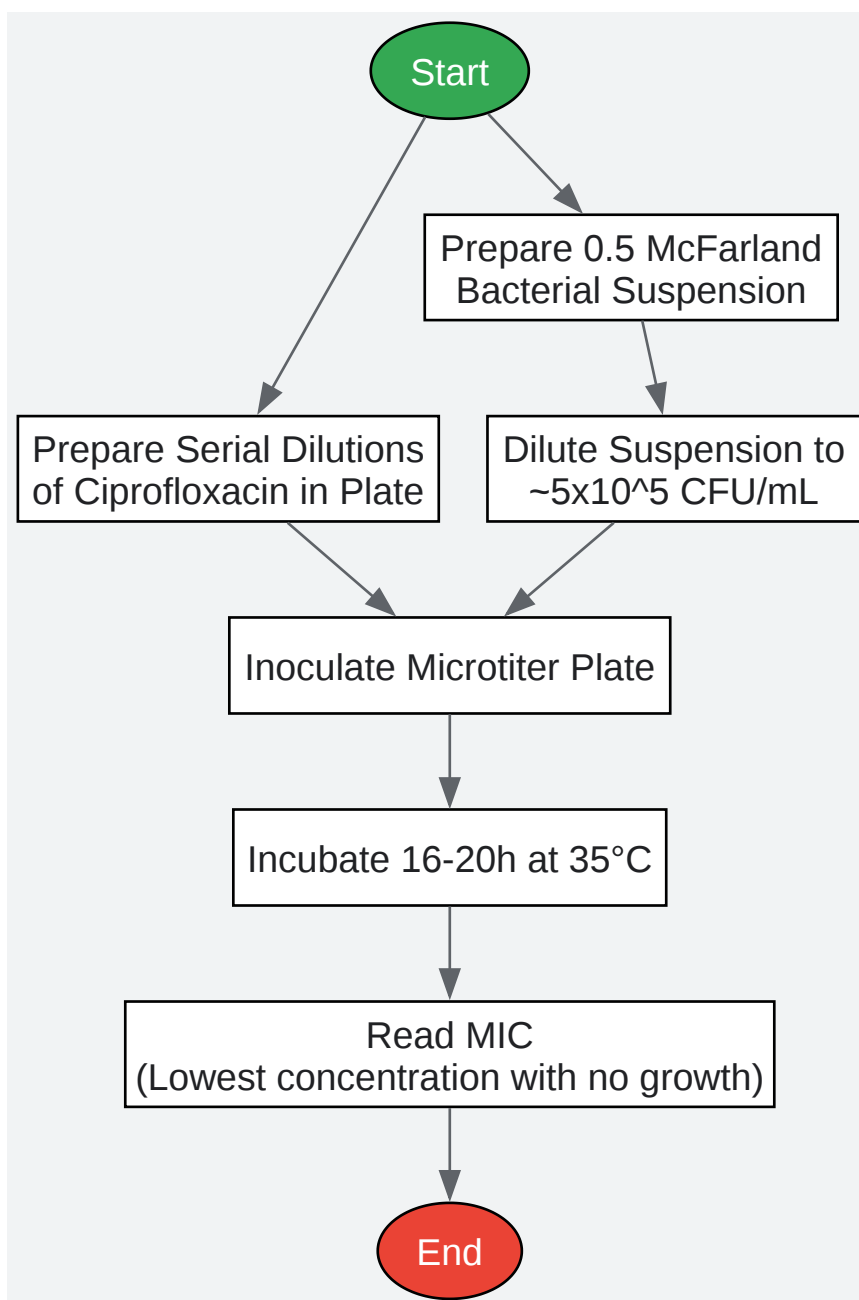 Start
Prepare 0.5 McFarland
Bacterial Suspension
Prepare Serial Dilutions
of Ciprofloxacin in Plate
Dilute Suspension to
~5x10^5 CFU/mL
Inoculate Microtiter Plate
Incubate 16-20h at 35°C
Read MIC
(Lowest concentration with no growth)
End